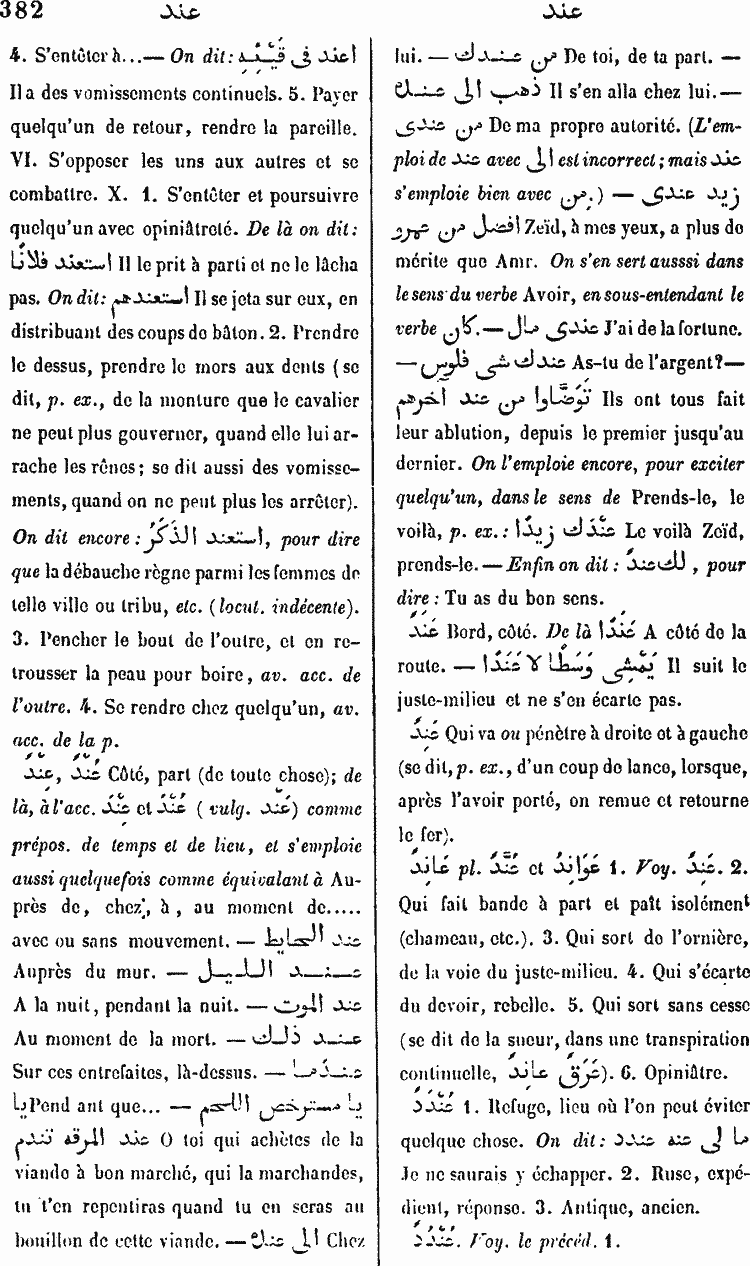 382 عند عند
4. S'entêter à...— On dit: اعند فى قَيْئِه
Il a des vomissements continuels. 5. Payer
quelqu'un de retour, rendre la pareille.
VI. S'opposer les uns aux autres et se
combattre. X. 1. S'entêter et poursuivre
quelqu'un avec opiniâtreté. De là on dit:
استعند فلانًا Il le prit à parti et ne le lâcha
pas. On dit: استعندهم Il se jeta sur eux, en
distribuant des coups de bâton. 2. Prendre
le dessus, prendre le mors aux dents (se
dit, p. ex., de la monture que le cavalier
ne peut plus gouverner, quand elle lui ar-
rache les rênes; se dit aussi des vomisse-
ments, quand on ne peut plus les arrêter).
On dit encore: استعند الذَّكَرُ, pour dire
que la débauche règne parmi les femmes de
telle ville ou tribu, etc. (locut. indécente).
3. Pencher le bout de l'outre, et en re-
trousser la peau pour boire, av. acc. de
l'outre. 4. Se rendre chez quelqu'un, av.
acc. de la p.
عِنْدٌ, عَنْدٌ Côté, part (de toute chose); de
là, à l'acc. عِنْدَ et عَنْدَ (vulg. عَند) comme
prépos. de temps et de lieu, et s'emploie
aussi quelquefois comme équivalant à Au-
près de, chez, à, au moment de.....
avec ou sans mouvement. — عند الحايط
Auprès du mur. — عند الليل
A la nuit, pendant la nuit. — عند الموت
Au moment de la mort. — عند ذلك
Sur ces entrefaites, là-dessus. — عندما
Pend ant que... — يا مسترخص اللحم
عند المرقه تندم O toi qui achètes de la
viande à bon marché, qui la marchandes,
tu t'en repentiras quand tu en seras au
bouillon de cette viande. — الى عنك Chez
lui. — من عندك De toi, de ta part. —
ذهب الى عنك Il s'en alla chez lui. —
من عندى De ma propre autorité. (L'em-
ploi de عند avec الى est incorrect; mais عند
s'emploie bien avec من.) — زيد عندى
افضل من عمرو Zeïd, à mes yeux, a plus de
mérite que Amr. On s'en sert ausssi dans
le sens du verbe Avoir, en sous-entendant le
verbe كان. — عندى مال J'ai de la fortune.
— عندك شى فلوس As-tu de l'argent? —
تَوَضَّاوا من عند آخرهم Ils ont tous fait
leur ablution, depuis le premier jusqu'au
dernier. On l'emploie encore, pour exciter
quelqu'un, dans le sens de Prends-le, le
voilà, p. ex.: عنْدَك زيدًا Le voilà Zeïd,
prends-le. — Enfin on dit: لك عندٌ, pour
dire: Tu as du bon sens.
عَنَدٌ Bord, côté. De là عَنَدًا A côté de la
route. — يَمْشِى وَسَطًا لا عَنَدًا Il suit le
juste-milieu et ne s'en écarte pas.
عَنِدٌ Qui va ou pénètre à droite et à gauche
(se dit, p. ex., d'un coup de lance, lorsque,
après l'avoir porté, on remue et retourne
le fer).
عَانِدٌ pl. عُنَّدٌ et عَوَانِدُ 1. Voy. عَنِدٌ. 2.
Qui fait bande à part et paît isolément
(chameau, etc.). 3. Qui sort de l'ornière,
de la voie du juste-milieu. 4. Qui s'écarte
du devoir, rebelle. 5. Qui sort sans cesse
(se dit de la sueur, dans une transpiration
continuelle, عَرَقٌ عاندٌ). 6. Opiniâtre.
عُنْدَدٌ 1. Refuge, lieu où l'on peut éviter
quelque chose. On dit: ما لى عنه عندد
Je ne saurais y échapper. 2. Ruse, expé-
dient, réponse. 3. Antique, ancien.
عُنْدُدٌ. Voy. le précéd. 1.